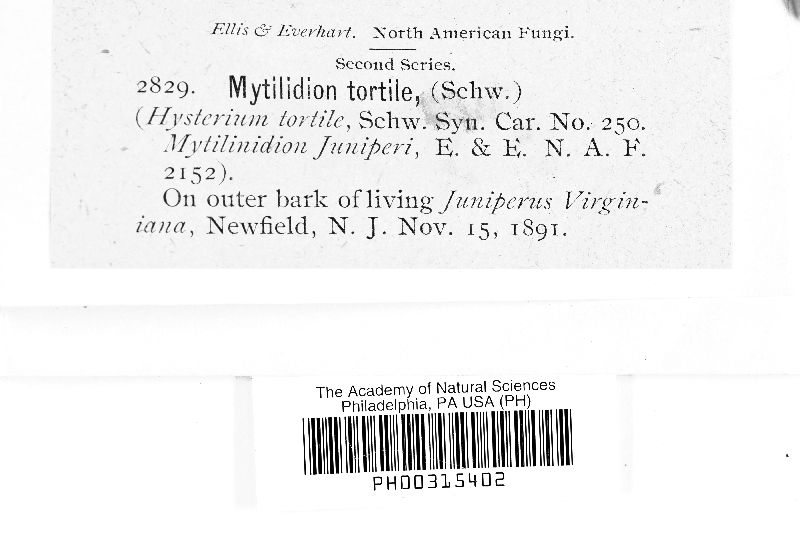 Ellis & Everhart. North American Fungi.
Second Series.
2829. Mytilidion tortile, (Schw.)
(Hysterium tortile, Schw. Syn. Car. No. 250.
Mytilinidion Juniperi, E. & E. N. A. F.
2152).
On outer bark of living Juniperus Virgin-
iana, Newfield, N. J. Nov. 15, 1891.
The Academy of Natural Sciences
Philadelphia, PA USA (PH)
PH00315402